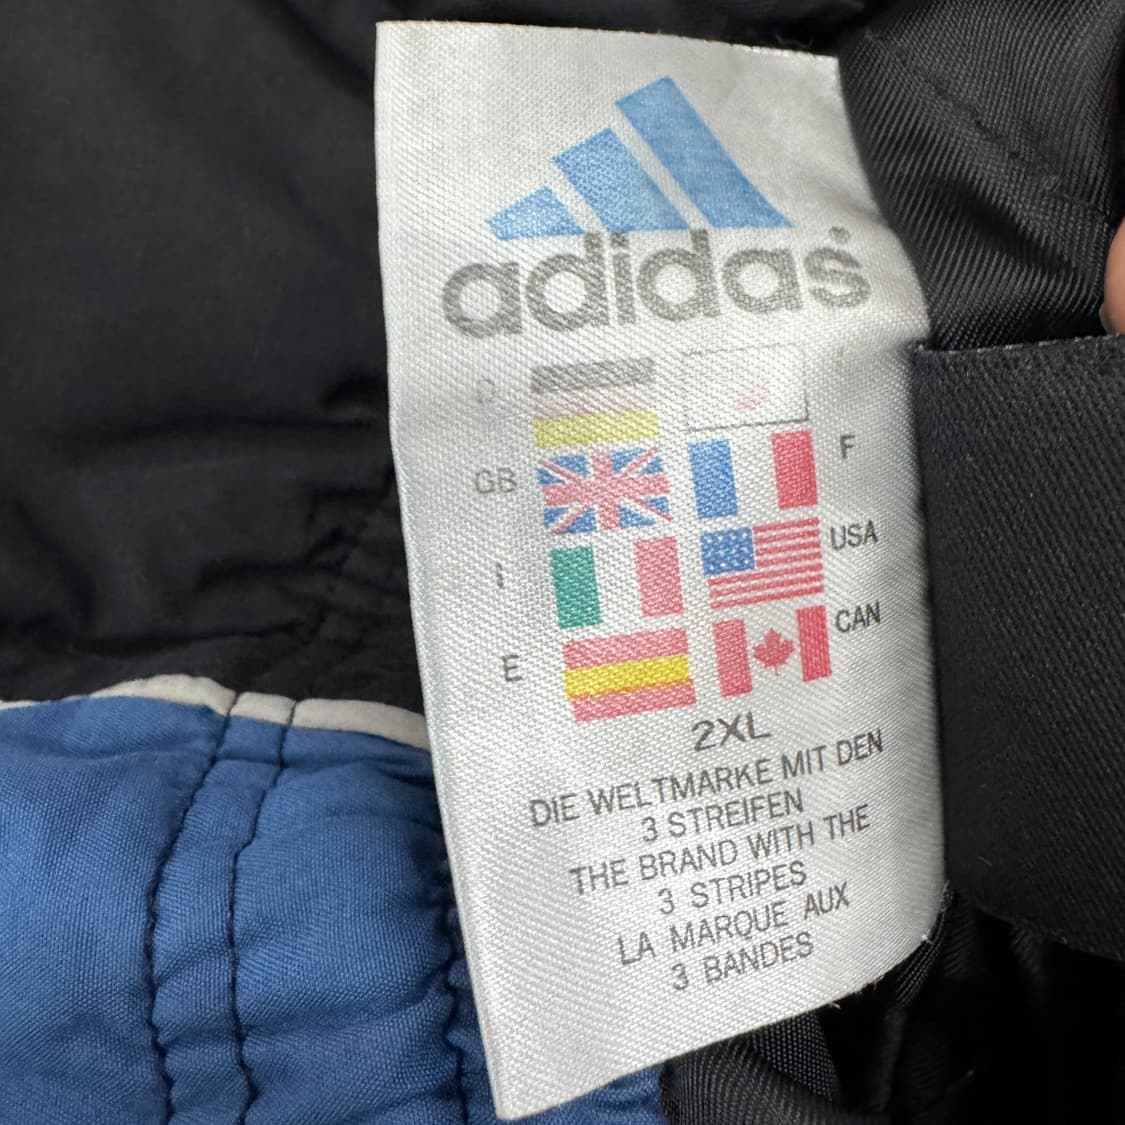 adidas
D
GB
F
I
USA
E
CAN
2XL
DIE WELTMARKE MIT DEN
3 STREIFEN
THE BRAND WITH THE
3 STRIPES
LA MARQUE AUX
3 BANDES